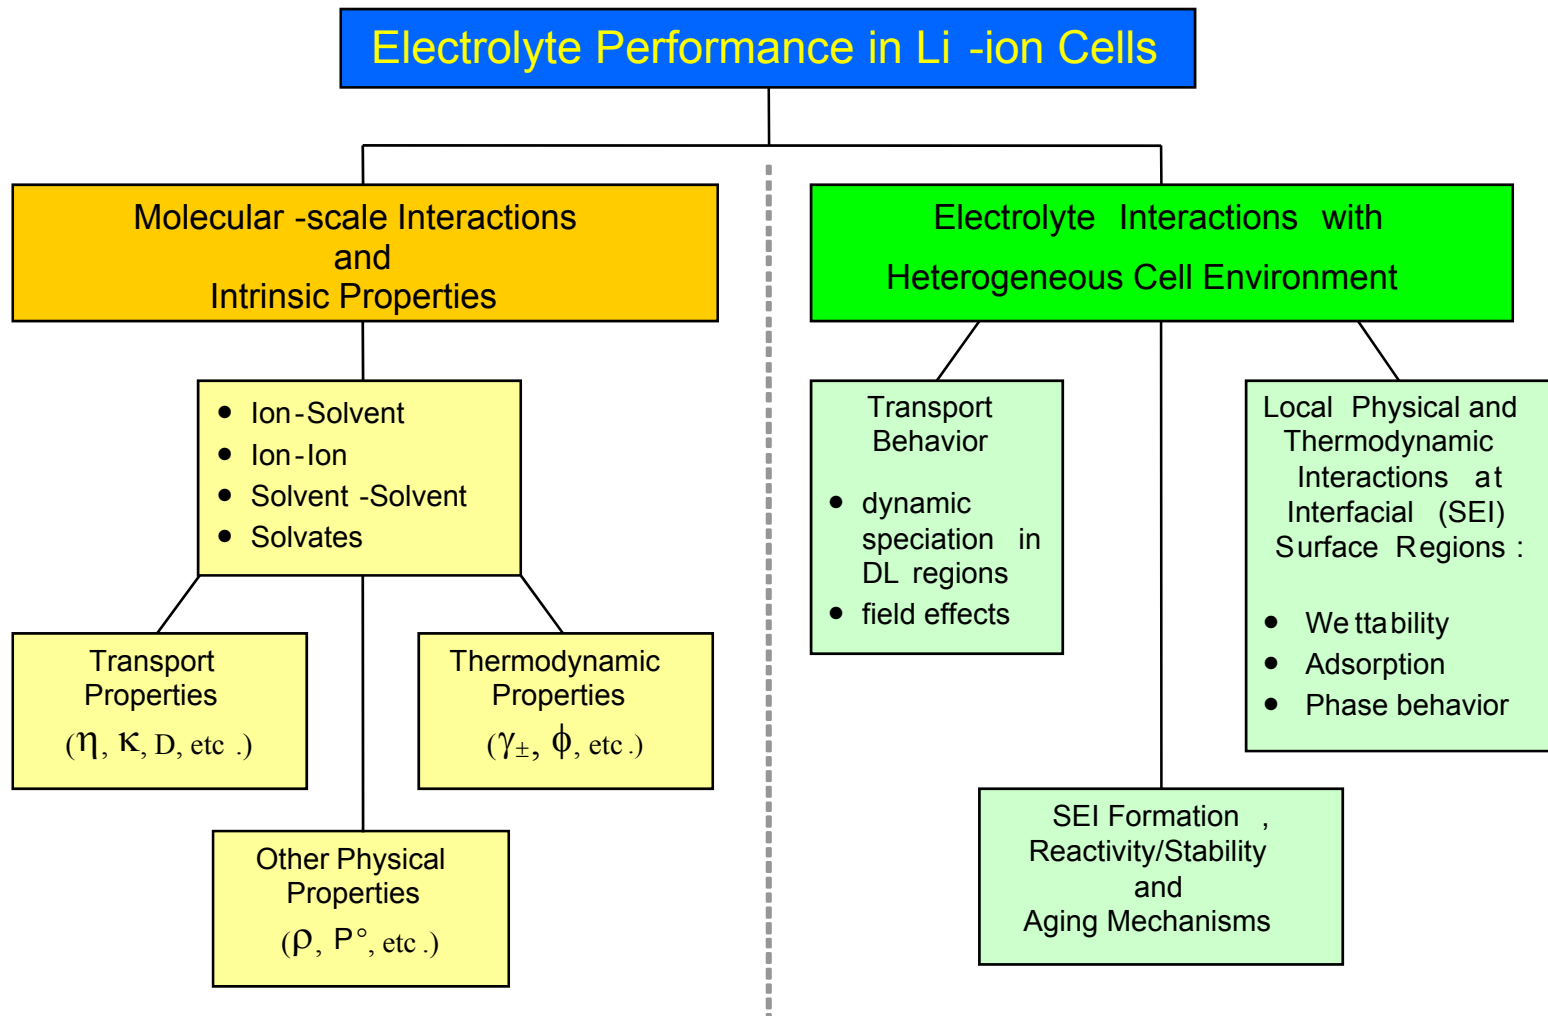 Electrolyte Performance in Li -ion Cells
Molecular -scale Interactions
and
Intrinsic Properties
• Ion-Solvent
• Ion-Ion
• Solvent -Solvent
• Solvates
Transport
Properties
(η, κ, D, etc .)
Thermodynamic
Properties
(γ±, ϕ, etc .)
Other Physical
Properties
(ρ, P°, etc .)
Electrolyte Interactions with
Heterogeneous Cell Environment
Transport
Behavior
• dynamic
speciation in
DL regions
• field effects
Local Physical and
Thermodynamic
Interactions at
Interfacial (SEI)
Surface Regions :
• Wettability
• Adsorption
• Phase behavior
SEI Formation ,
Reactivity/Stability
and
Aging Mechanisms